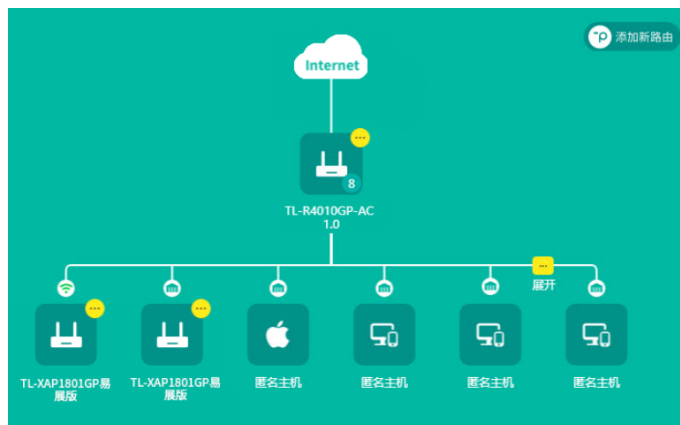 添加新路由
Internet
8
TL-R4010GP-AC
1.0
展开
TL-XAP1801GP易
展版
TL-XAP1801GP易
展版
匿名主机
匿名主机
匿名主机
匿名主机